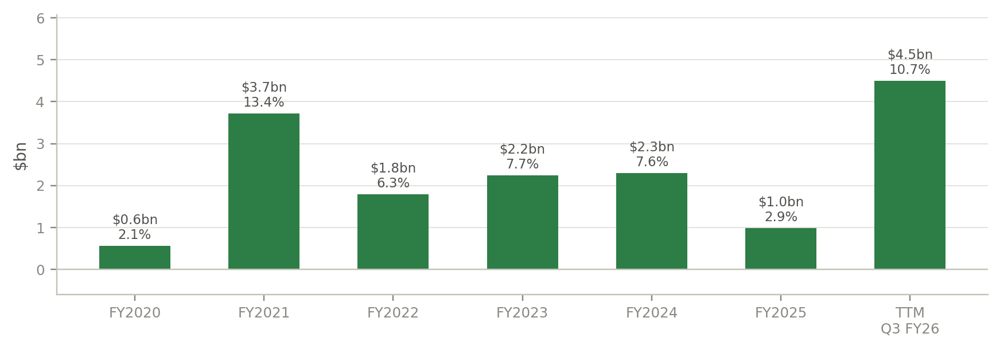 $bn
6
5
4
3
2
1
0
$0.6bn
2.1%
$3.7bn
13.4%
$1.8bn
6.3%
$2.2bn
7.7%
$2.3bn
7.6%
$1.0bn
2.9%
$4.5bn
10.7%
FY2020
FY2021
FY2022
FY2023
FY2024
FY2025
TTM
Q3 FY26